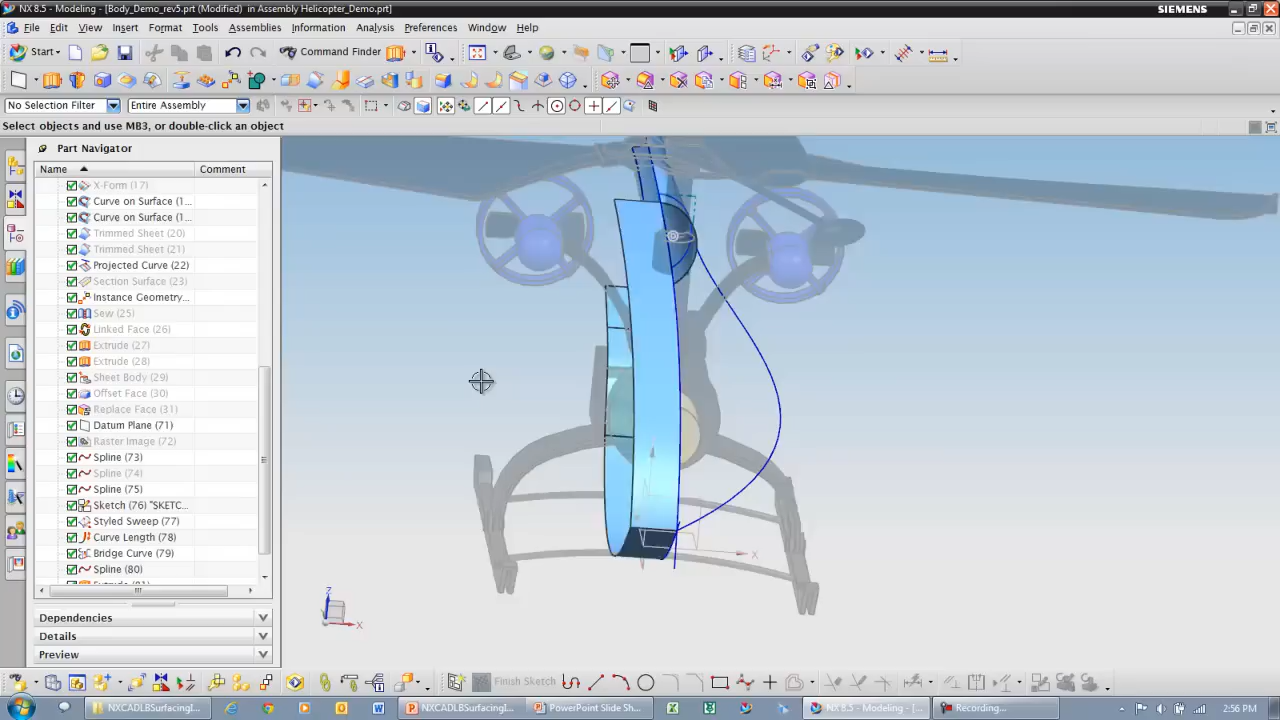 NX 8.5 - Modeling - [Body_Demo_rev5.prt (Modified)  in Assembly Helicopter_Demo.prt]
SIEMENS
File Edit View Insert Format Tools Assemblies Information Analysis Preferences Window Help
Start Command Finder
No Selection Filter Entire Assembly
Select objects and use MB3, or double-click an object
Part Navigator
Name Comment
X-Form (17)
Curve on Surface (1...
Curve on Surface (1...
Trimmed Sheet (20)
Trimmed Sheet (21)
Projected Curve (22)
Section Surface (23)
Instance Geometry...
Sew (25)
Linked Face (26)
Extrude (27)
Extrude (28)
Sheet Body (29)
Offset Face (30)
Replace Face (31)
Datum Plane (71)
Raster Image (72)
Spline (73)
Spline (74)
Spline (75)
Sketch (76) "SKETC...
Styled Sweep (77)
Curve Length (78)
Bridge Curve (79)
Spline (80)
Dependencies
Details
Preview
X
Z
X
Finish Sketch
NXCADLBSurfacingI...
NXCADLBSurfacingI...
PowerPoint Slide Sh...
NX 8.5 - Modeling - [...
Recording...
2:56 PM